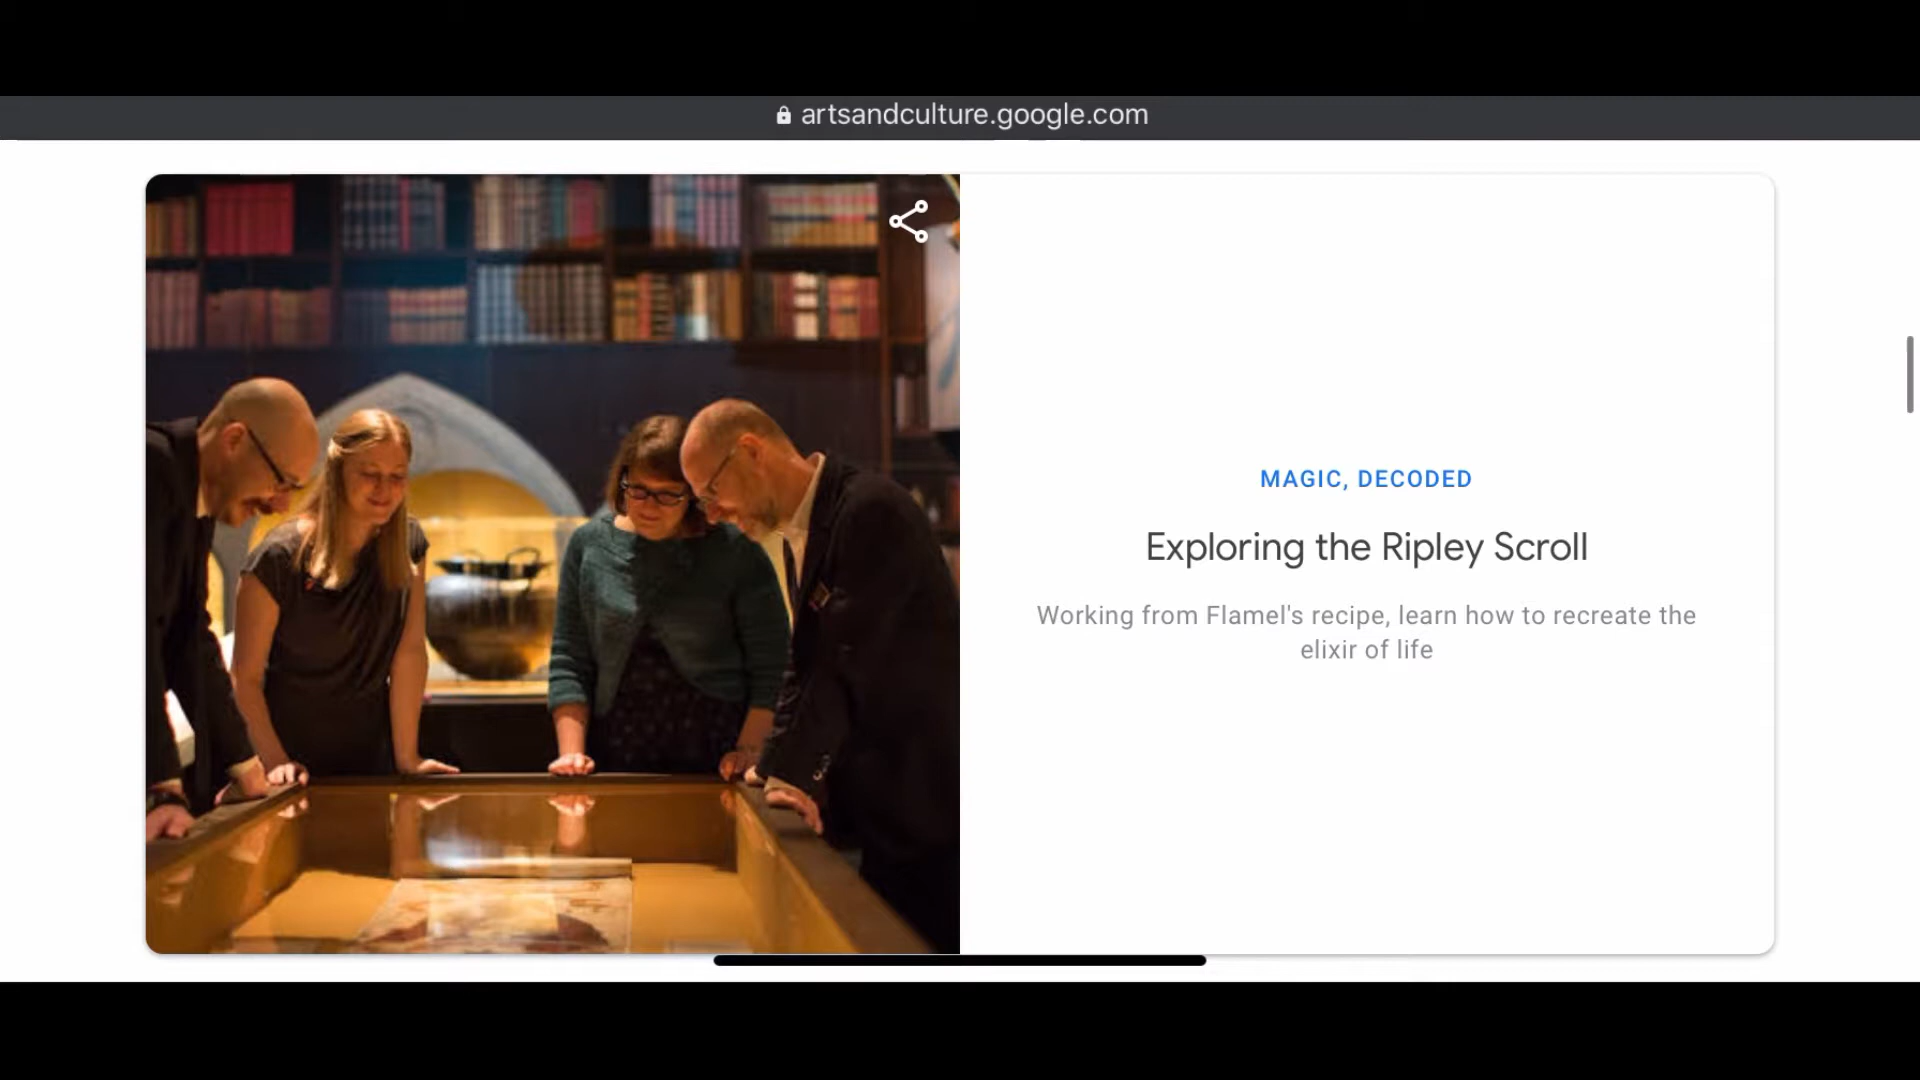 artsandculture.google.com
MAGIC, DECODED
Exploring the Ripley Scroll
Working from Flamel's recipe, learn how to recreate the
elixir of life